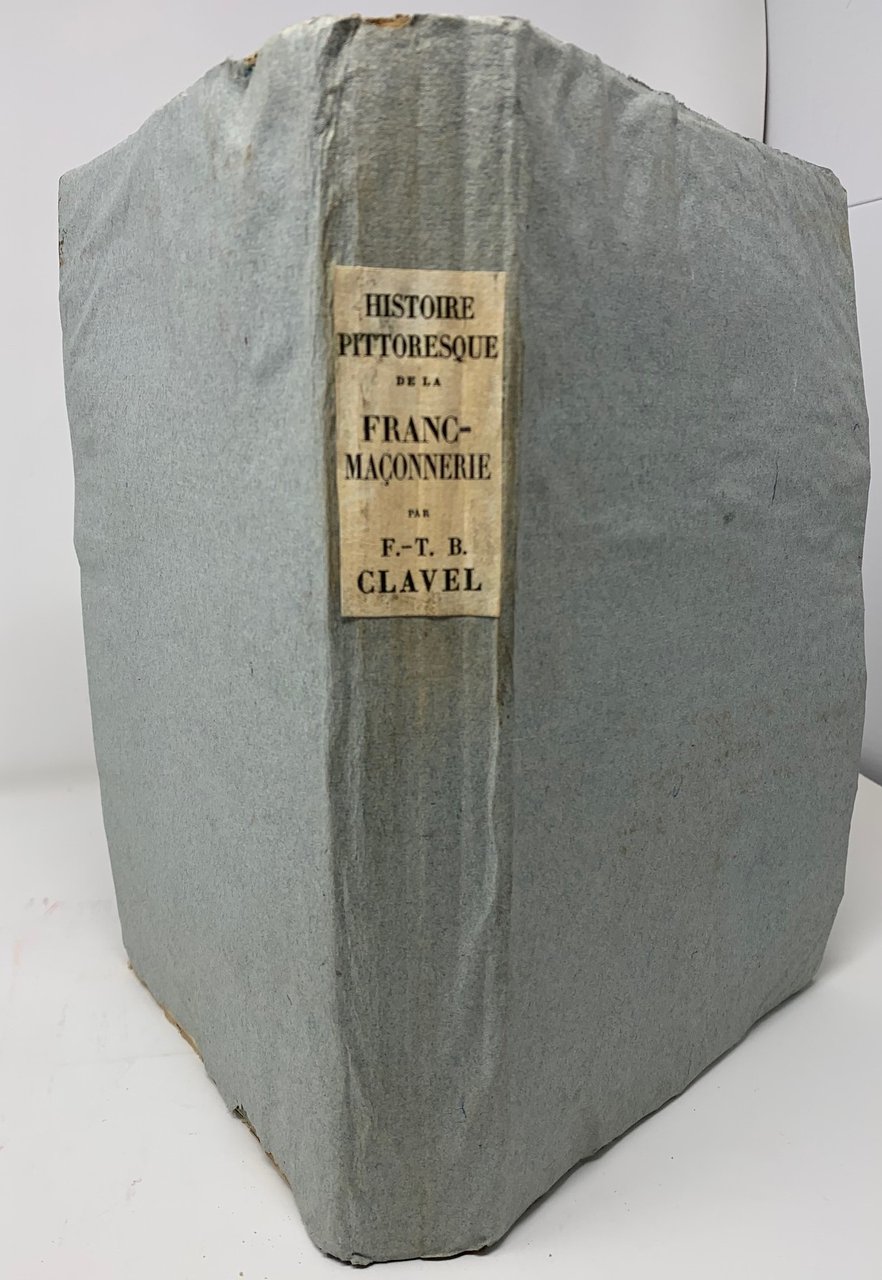 HISTOIRE
PITTORESQUE
DE LA
FRANC-
MAÇONNERIE
PAR
F.-T. B.
CLAVEL